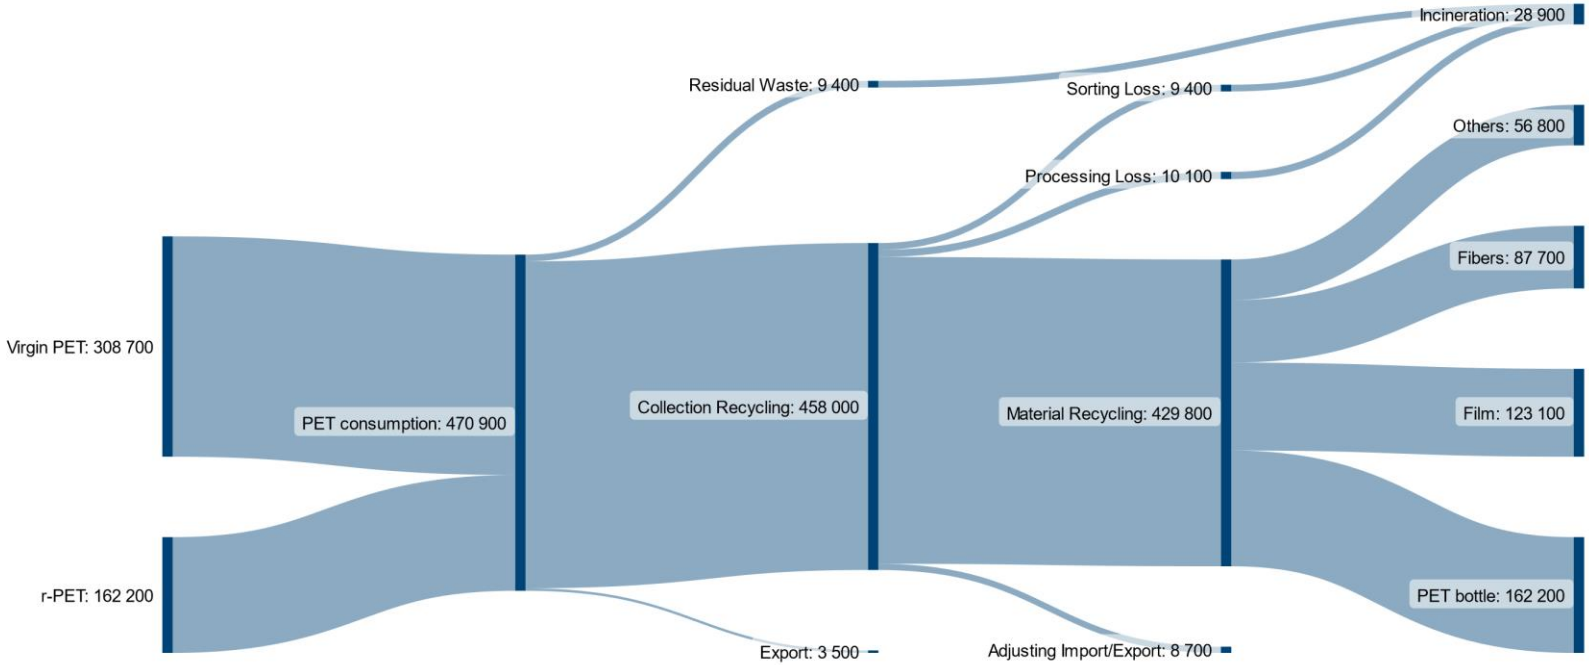 Incineration: 28 900
Residual Waste: 9 400
Sorting Loss: 9 400
Others: 56 800
Processing Loss: 10 100
Fibers: 87 700
Virgin PET: 308 700
PET consumption: 470 900
Collection Recycling: 458 000
Material Recycling: 429 800
Film: 123 100
r-PET: 162 200
PET bottle: 162 200
Export: 3 500
Adjusting Import/Export: 8 700